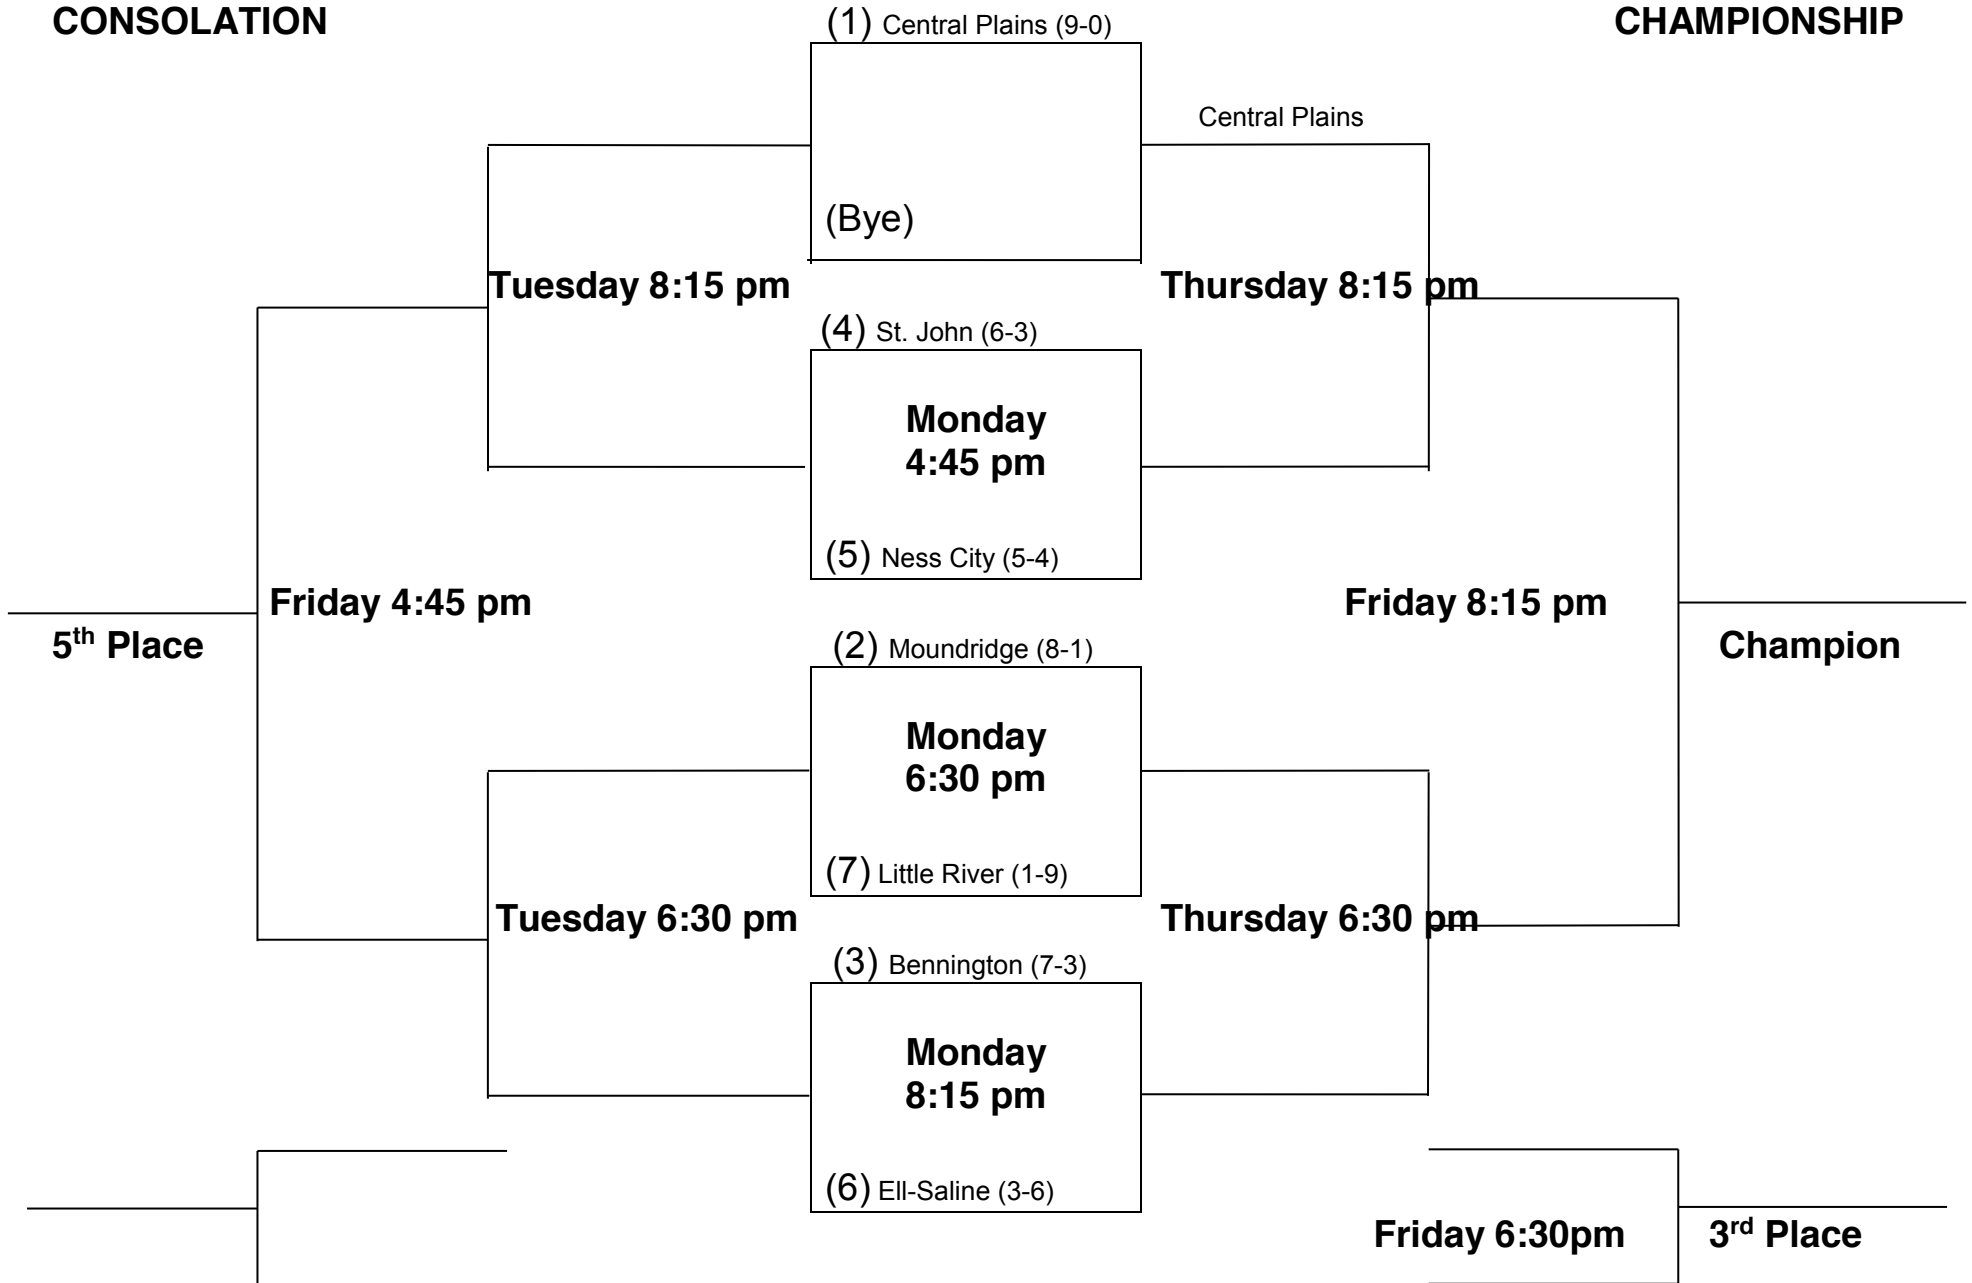 CONSOLATION
(1) Central Plains (9-0)
CHAMPIONSHIP
Central Plains
(Bye)
Tuesday 8:15 pm
Thursday 8:15 pm
(4) St. John (6-3)
Monday
4:45 pm
(5) Ness City (5-4)
Friday 4:45 pm
Friday 8:15 pm
5th Place
Champion
(2) Moundridge (8-1)
Monday
6:30 pm
(7) Little River (1-9)
Tuesday 6:30 pm
Thursday 6:30 pm
(3) Bennington (7-3)
Monday
8:15 pm
(6) Ell-Saline (3-6)
Friday 6:30pm
3rd Place